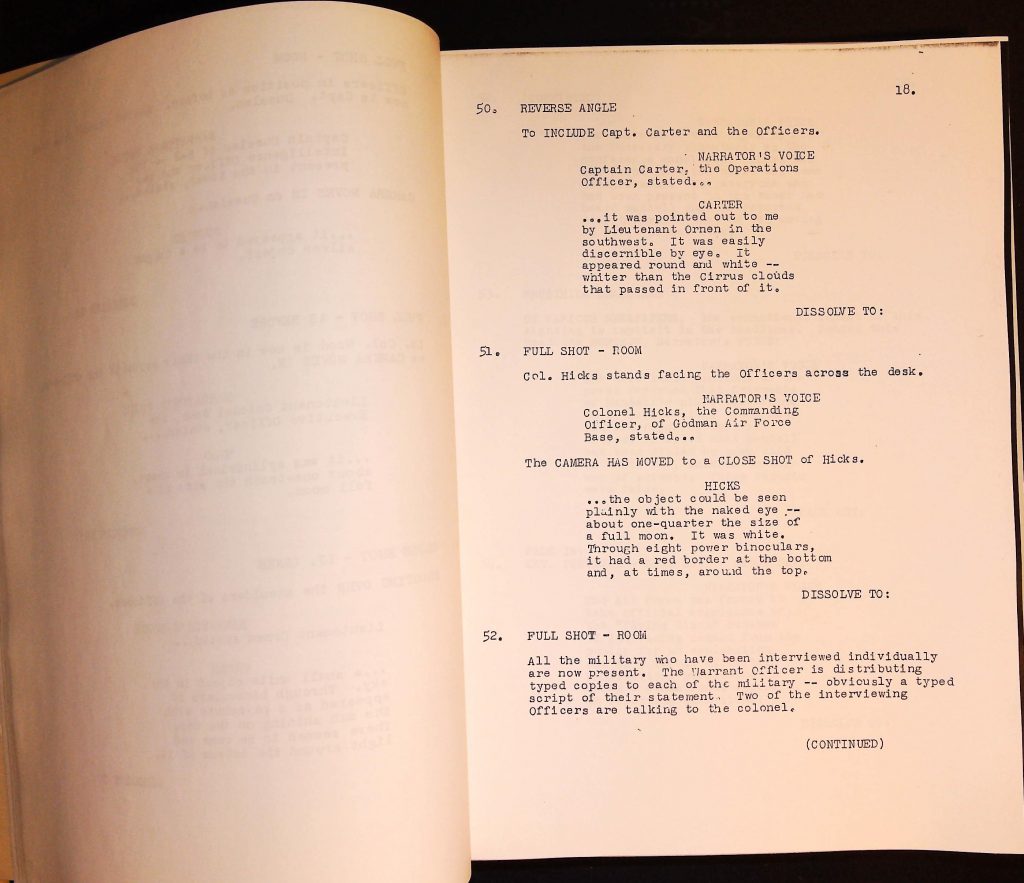 18.
50. REVERSE ANGLE
To INCLUDE Capt. Carter and the Officers.
NARRATOR'S VOICE
Captain Carter, the Operations
Officer, stated...
CARTER
...it was pointed out to me
by Lieutenant Ornen in the
southwest. It was easily
discernible by eye. It
appeared round and white --
whiter than the Cirrus clouds
that passed in front of it.
DISSOLVE TO:
51. FULL SHOT - ROOM
Col. Hicks stands facing the Officers across the desk.
NARRATOR'S VOICE
Colonel Hicks, the Commanding
Officer, of Godman Air Force
Base, stated...
The CAMERA HAS MOVED to a CLOSE SHOT of Hicks.
HICKS
...the object could be seen
plainly with the naked eye --
about one-quarter the size of
a full moon. It was white.
Through eight power binoculars,
it had a red border at the bottom
and, at times, around the top.
DISSOLVE TO:
52. FULL SHOT - ROOM
All the military who have been interviewed individually
are now present. The Warrant Officer is distributing
typed copies to each of the military -- obviously a typed
script of their statement. Two of the interviewing
Officers are talking to the colonel.
(CONTINUED)